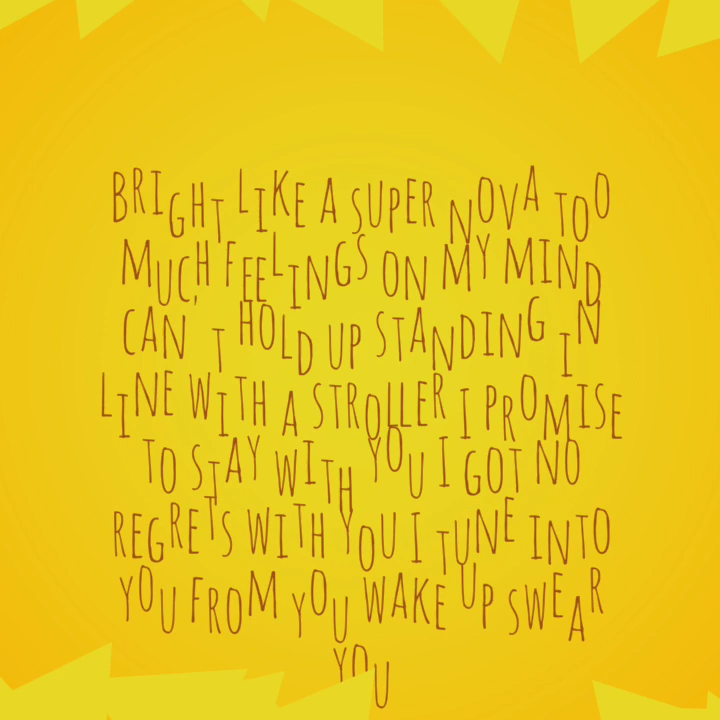 BRIGHT LIKE A SUPER NOVA TOO
MUCH FEELINGS ON MY MIND
CAN'T HOLD UP STANDING IN
LINE WITH A STROLLER I PROMISE
TO STAY WITH YOU I GOT NO
REGRETS WITH YOU I TUNE INTO
YOU FROM YOU WAKE UP SWEAR
YOU